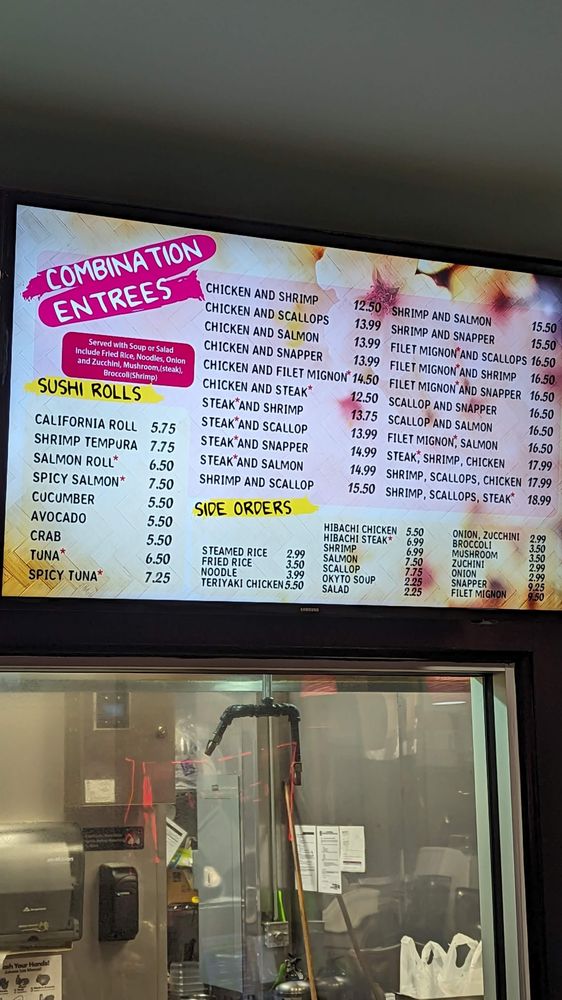 COMBINATION
ENTREES
Served with Soup or Salad
Include Fried Rice, Noodles, Onion
and Zucchini, Mushroom,(steak),
Broccoli(Shrimp)
CHICKEN AND SHRIMP 12.50
CHICKEN AND SCALLOPS 13.99
CHICKEN AND SALMON 13.99
CHICKEN AND SNAPPER 13.99
CHICKEN AND FILET MIGNON* 14.50
CHICKEN AND STEAK* 12.50
STEAK* AND SHRIMP 13.75
STEAK* AND SCALLOP 13.99
STEAK* AND SNAPPER 14.99
STEAK* AND SALMON 14.99
SHRIMP AND SCALLOP 15.50
SHRIMP AND SALMON 15.50
SHRIMP AND SNAPPER 15.50
FILET MIGNON* AND SCALLOPS 16.50
FILET MIGNON* AND SHRIMP 16.50
FILET MIGNON* AND SNAPPER 16.50
SCALLOP AND SNAPPER 16.50
SCALLOP AND SALMON 16.50
FILET MIGNON*, SALMON 16.50
STEAK*, SHRIMP, CHICKEN 17.99
SHRIMP, SCALLOPS, CHICKEN 17.99
SHRIMP, SCALLOPS, STEAK* 18.99
SUSHI ROLLS
CALIFORNIA ROLL 5.75
SHRIMP TEMPURA 7.75
SALMON ROLL* 6.50
SPICY SALMON* 7.50
CUCUMBER 5.50
AVOCADO 5.50
CRAB 5.50
TUNA* 6.50
SPICY TUNA* 7.25
SIDE ORDERS
STEAMED RICE 2.99
FRIED RICE 3.50
NOODLE 3.99
TERIYAKI CHICKEN 5.50
HIBACHI CHICKEN 5.50
HIBACHI STEAK* 6.99
SHRIMP 6.99
SALMON 7.50
SCALLOP 7.75
OKYTO SOUP 2.25
SALAD 2.25
ONION, ZUCCHINI 2.99
BROCCOLI 3.50
MUSHROOM 3.50
ZUCHINI 2.99
ONION 2.99
SNAPPER 9.25
FILET MIGNON 9.50
SAMSUNG
Your Hands!